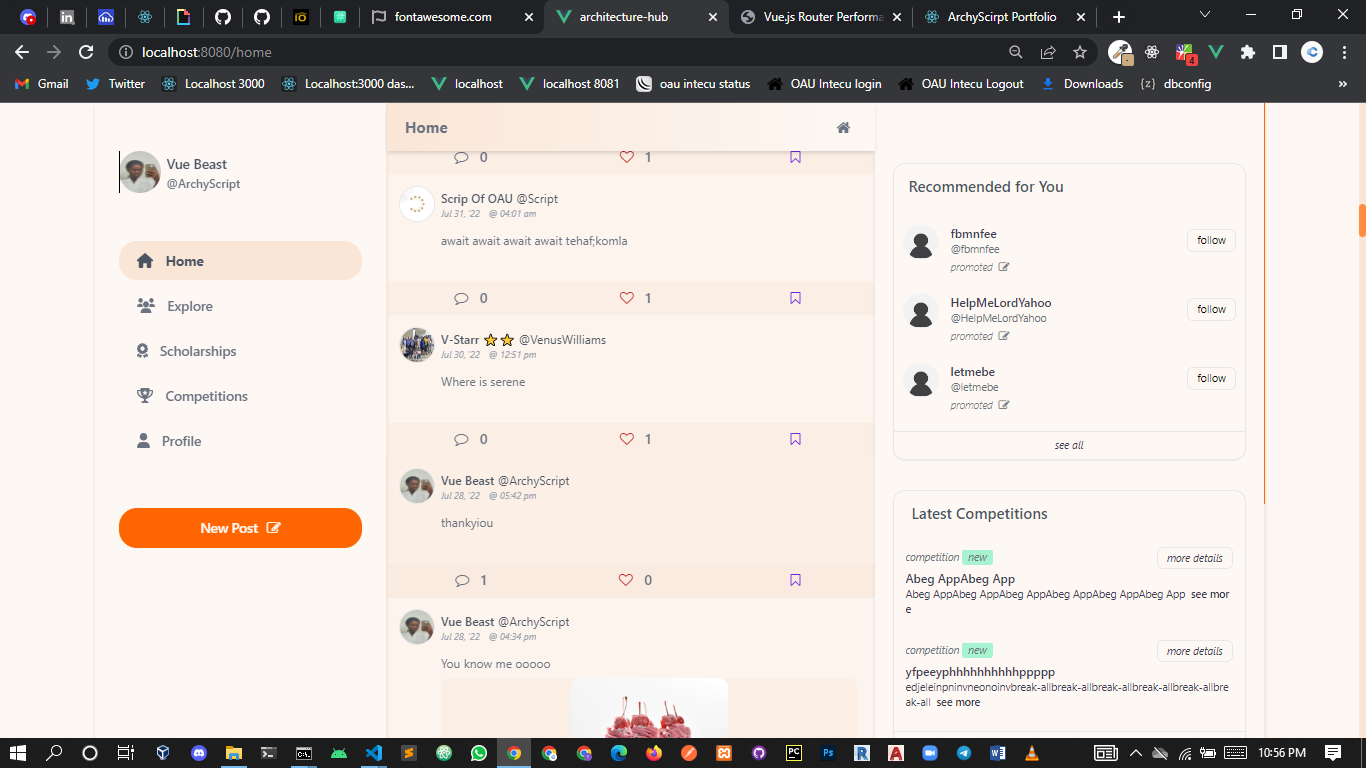 fontawesome.com
architecture-hub
Vue.js Router Performa
ArchyScirpt Portfolio
localhost:8080/home
4
Gmail
Twitter
Localhost 3000
Localhost:3000 das...
localhost
localhost 8081
oau intecu status
OAU Intecu login
OAU Intecu Logout
Downloads
{z} dbconfig
»
Vue Beast
@ArchyScript
Home
Explore
Scholarships
Competitions
Profile
New Post
Home
0 1
Scrip Of OAU @Script
Jul 31, '22 @ 04:01 am
await await await await tehaf;komla
0 1
V-Starr ⭐⭐ @VenusWilliams
Jul 30, '22 @ 12:51 pm
Where is serene
0 1
Vue Beast @ArchyScript
Jul 28, '22 @ 05:42 pm
thankyiou
1 0
Vue Beast @ArchyScript
Jul 28, '22 @ 04:34 pm
You know me ooooo
Recommended for You
fbmnfee
@fbmnfee
promoted
follow
HelpMeLordYahoo
@HelpMeLordYahoo
promoted
follow
letmebe
@letmebe
promoted
follow
see all
Latest Competitions
competition new
more details
Abeg AppAbeg App
Abeg AppAbeg AppAbeg AppAbeg AppAbeg AppAbeg App see mor
e
competition new
more details
yfpeeyphhhhhhhhhhppppp
edjeleinpninvneonoinvbreak-allbreak-allbreak-allbreak-allbreak-allbre
ak-all see more
10:56 PM